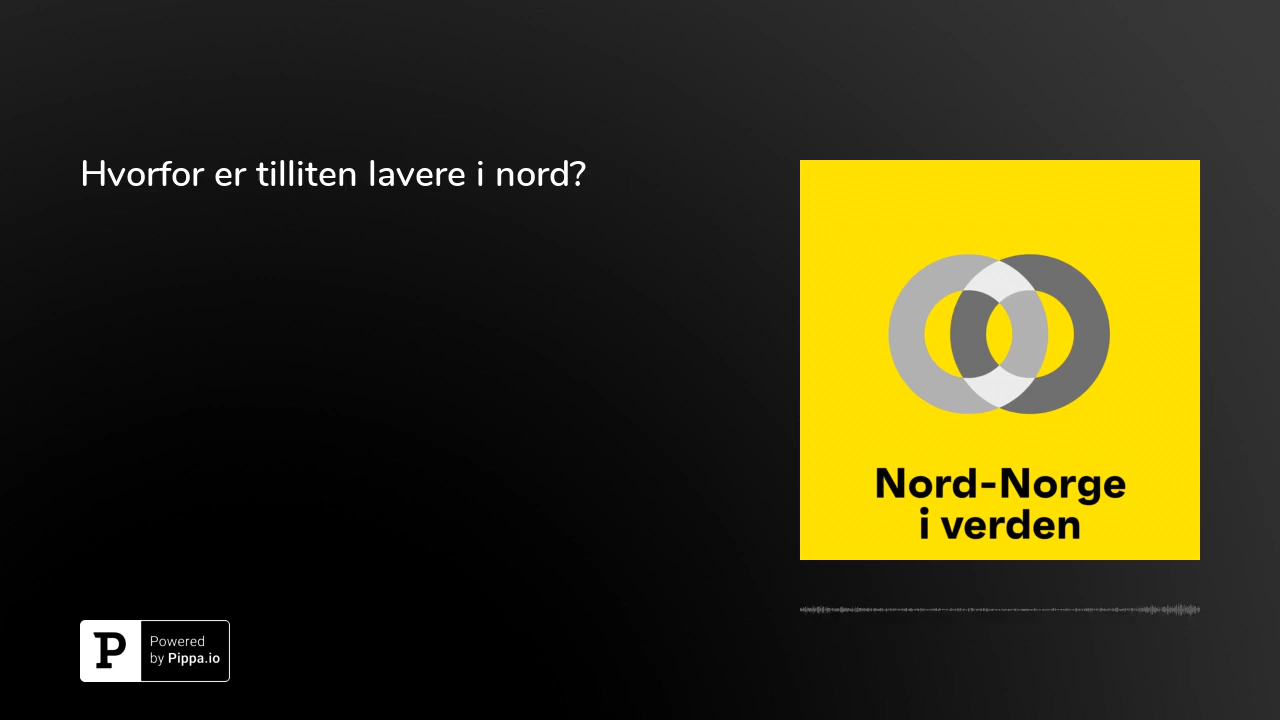 Hvorfor er tilliten lavere i nord?
Nord-Norge
i verden
P
Powered
by Pippa.io